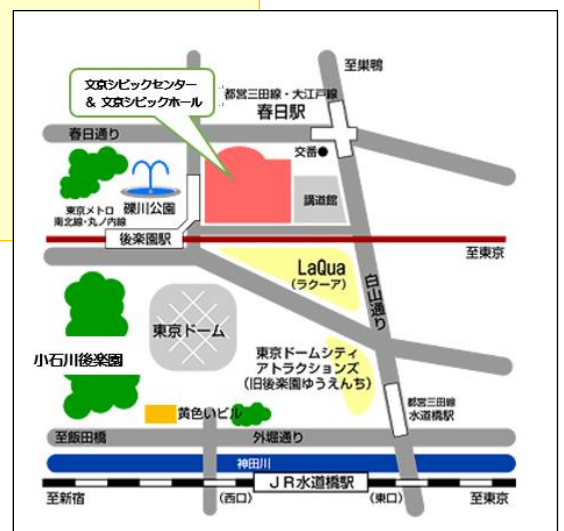 至巣鴨
文京シビックセンター
& 文京シビックホール
都営三田線・大江戸線
春日駅
春日通り
交番
東京メトロ
南北線・丸ノ内線
礫川公園
講道館
後楽園駅
至東京
LaQua
(ラクーア)
白山通り
東京ドーム
小石川後楽園
東京ドームシティ
アトラクションズ
(旧後楽園ゆうえんち)
都営三田線
水道橋駅
黄色いビル
至飯田橋
外堀通り
神田川
JR水道橋駅
至新宿
(西口)
(東口)
至東京